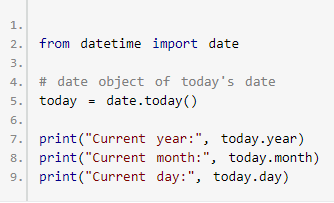 1.
2. from datetime import date
3.
4. # date object of today's date
5. today = date.today()
6.
7. print("Current year:", today.year)
8. print("Current month:", today.month)
9. print("Current day:", today.day)